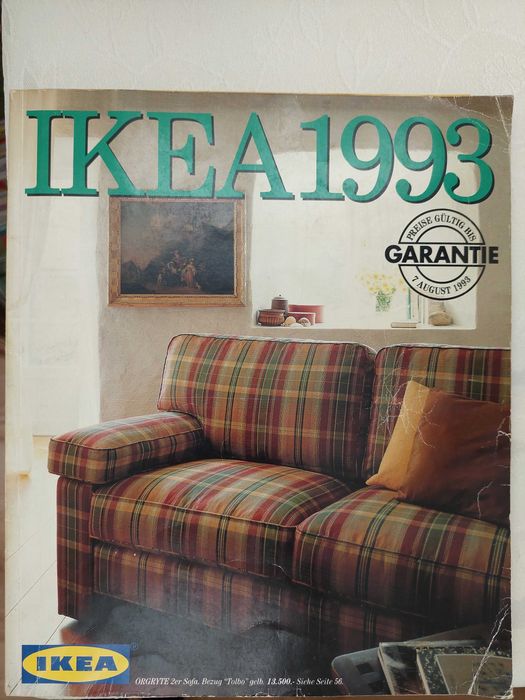 IKEA 1993
PREISE GÜLTIG BIS
GARANTIE
7 AUGUST 1993
IKEA®
ÖRGRYTE 2er Sofa. Bezug "Tolbo" gelb. 13.500.- Siehe Seite 56.